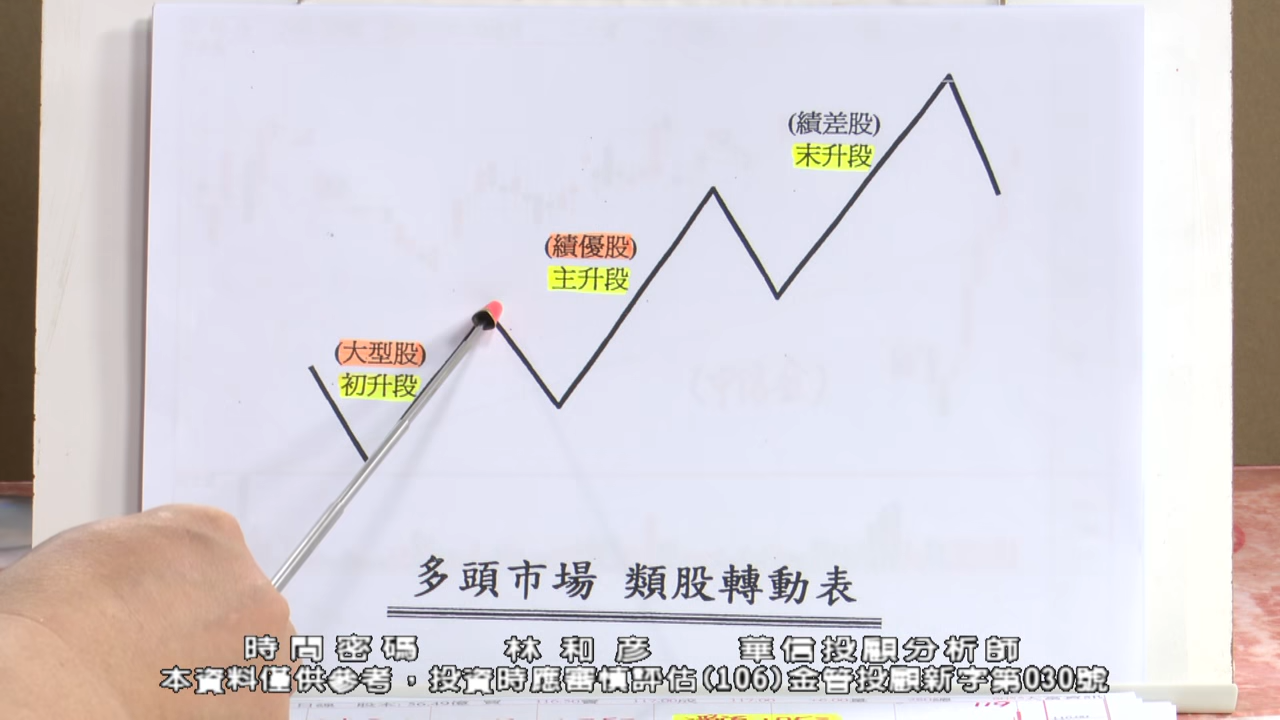 (績差股)
末升段
(績優股)
主升段
(大型股)
初升段
多頭市場 類股轉動表
時間密碼 林和彥 華信投顧分析師
本資料僅供參考，投資時應審慎評估(106)金管投顧新字第030號